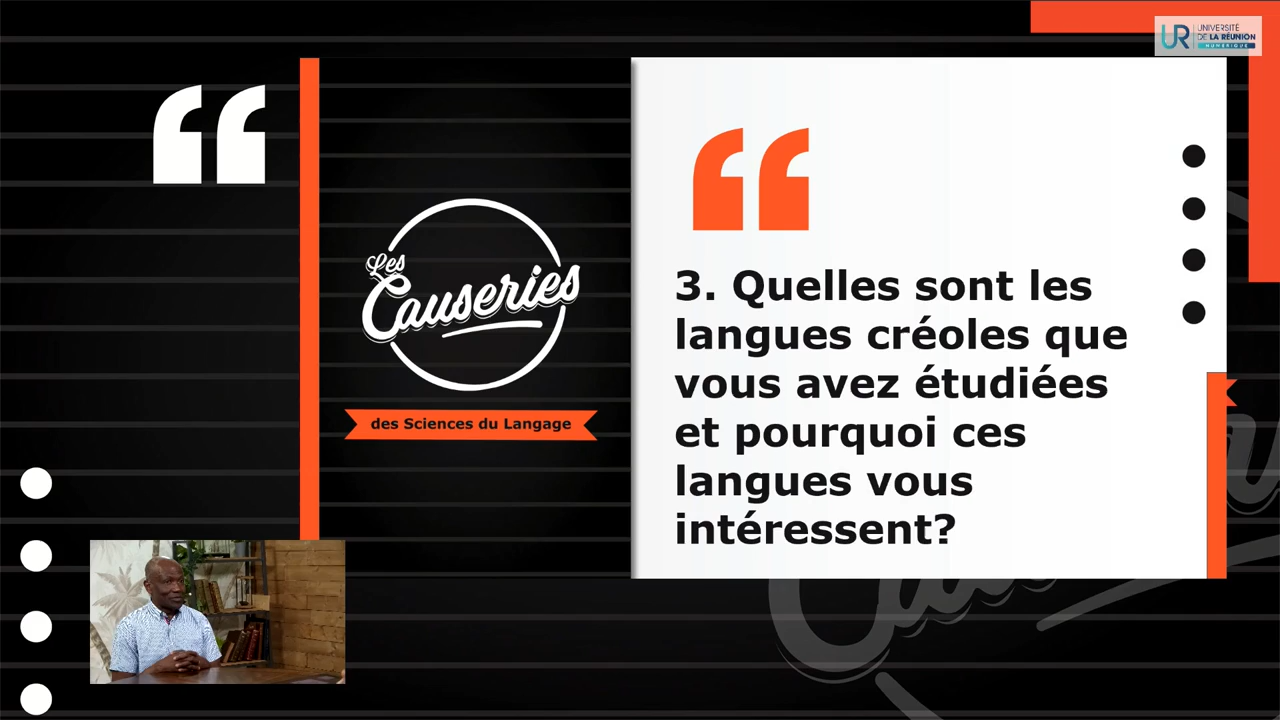 UR
UNIVERSITÉ
DE LA RÉUNION
NUMÉRIQUE
Les
Causeries
des Sciences du Langage
3. Quelles sont les
langues créoles que
vous avez étudiées
et pourquoi ces
langues vous
intéressent?